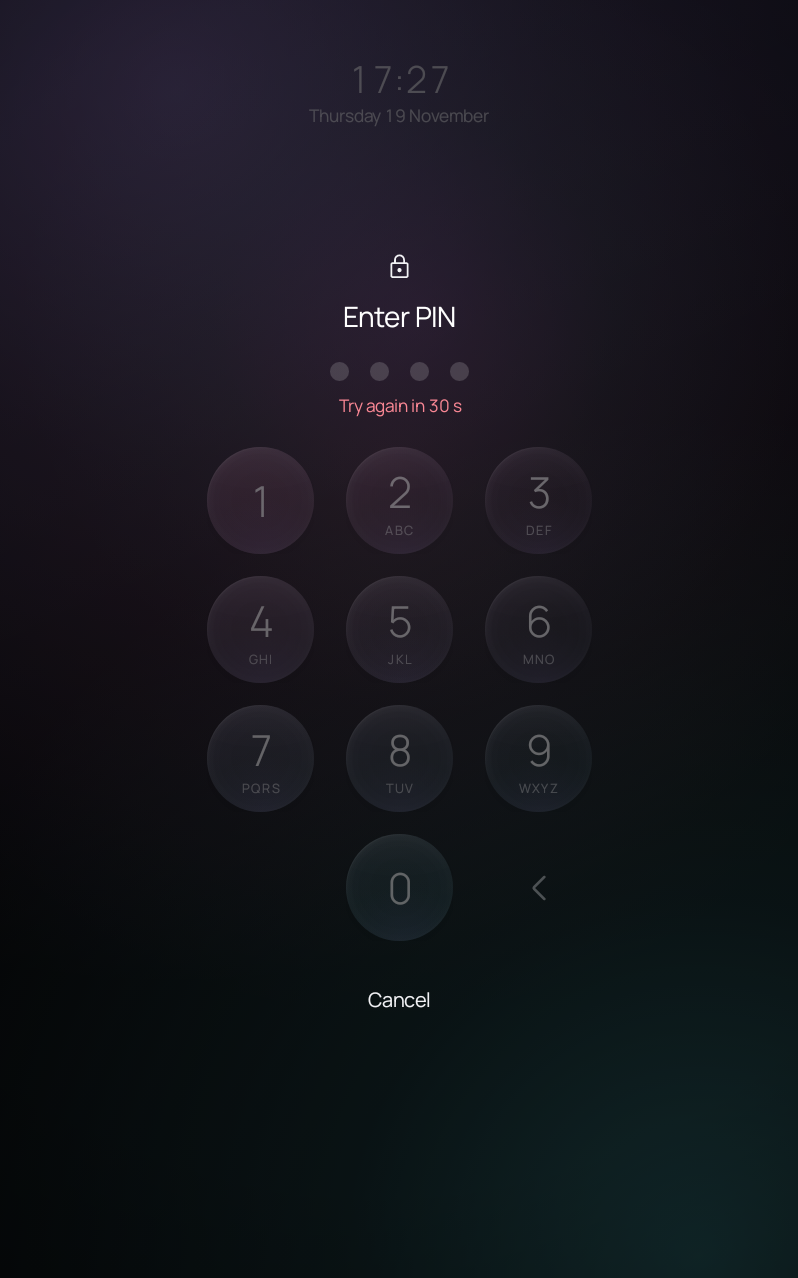 17:27
Thursday 19 November
Enter PIN
Try again in 30 s
1
2
ABC
3
DEF
4
GHI
5
JKL
6
MNO
7
PQRS
8
TUV
9
WXYZ
0
Cancel